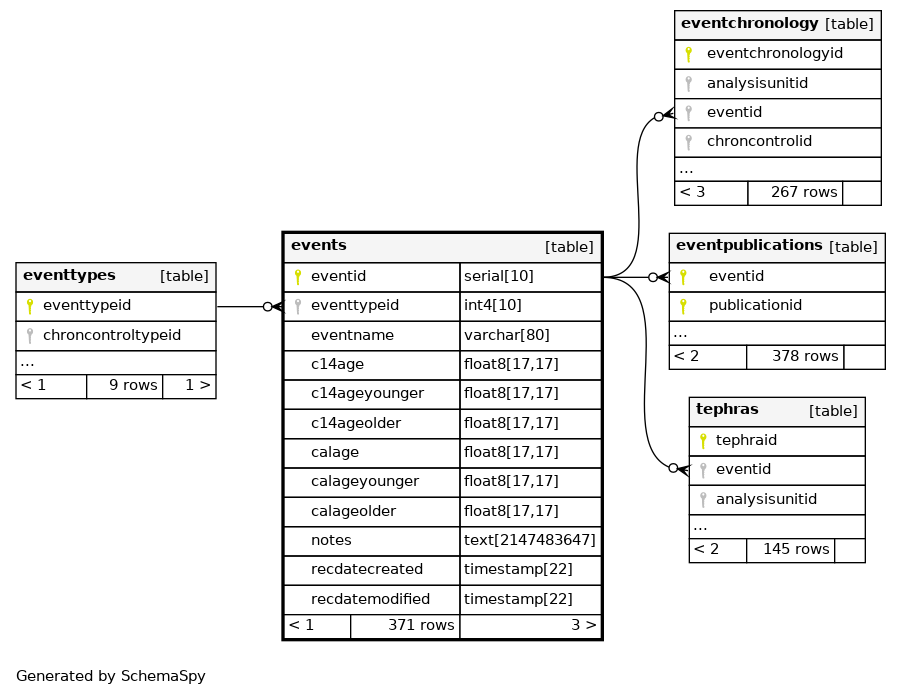 eventchronology [table]
eventchronologyid
analysisunitid
eventid
chroncontrolid
...
< 3 267 rows
eventtypes [table]
eventtypeid
chroncontroltypeid
...
< 1 9 rows 1 >
events [table]
eventid serial[10]
eventtypeid int4[10]
eventname varchar[80]
c14age float8[17,17]
c14ageyounger float8[17,17]
c14ageolder float8[17,17]
calage float8[17,17]
calageyounger float8[17,17]
calageolder float8[17,17]
notes text[2147483647]
recdatecreated timestamp[22]
recdatemodified timestamp[22]
< 1 371 rows 3 >
eventpublications [table]
eventid
publicationid
...
< 2 378 rows
tephras [table]
tephraid
eventid
analysisunitid
...
< 2 145 rows
Generated by SchemaSpy